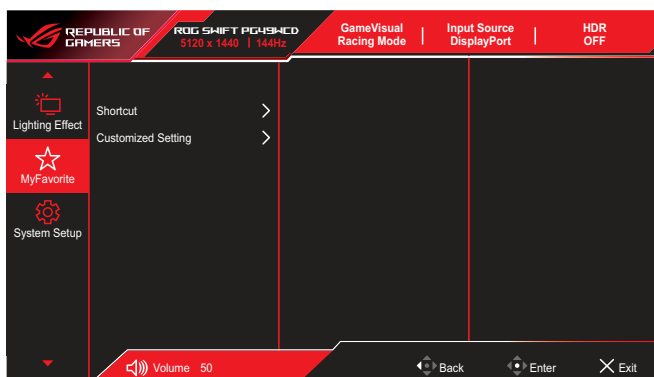 REPUBLIC OF
GAMERS
ROG SWIFT PG49WCD
5120 x 1440 | 144Hz
GameVisual
Racing Mode
Input Source
DisplayPort
HDR
OFF
Lighting Effect
MyFavorite
System Setup
Shortcut
Customized Setting
Volume 50
Back
Enter
Exit